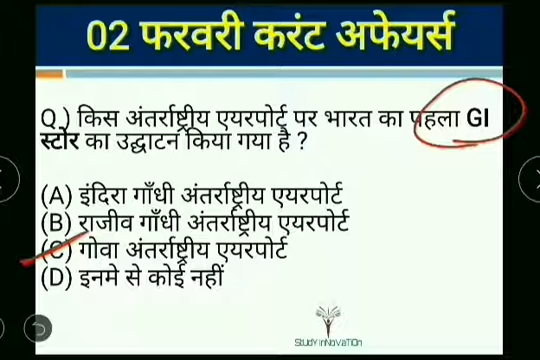 02 फरवरी करंट अफेयर्स
Q.) किस अंतर्राष्ट्रीय एयरपोर्ट पर भारत का पहला GI
स्टोर का उद्घाटन किया गया है ?
(A) इंदिरा गाँधी अंतर्राष्ट्रीय एयरपोर्ट
(B) राजीव गाँधी अंतर्राष्ट्रीय एयरपोर्ट
(C) गोवा अंतर्राष्ट्रीय एयरपोर्ट
(D) इनमे से कोई नहीं
StuDY iNNoVaTiOn